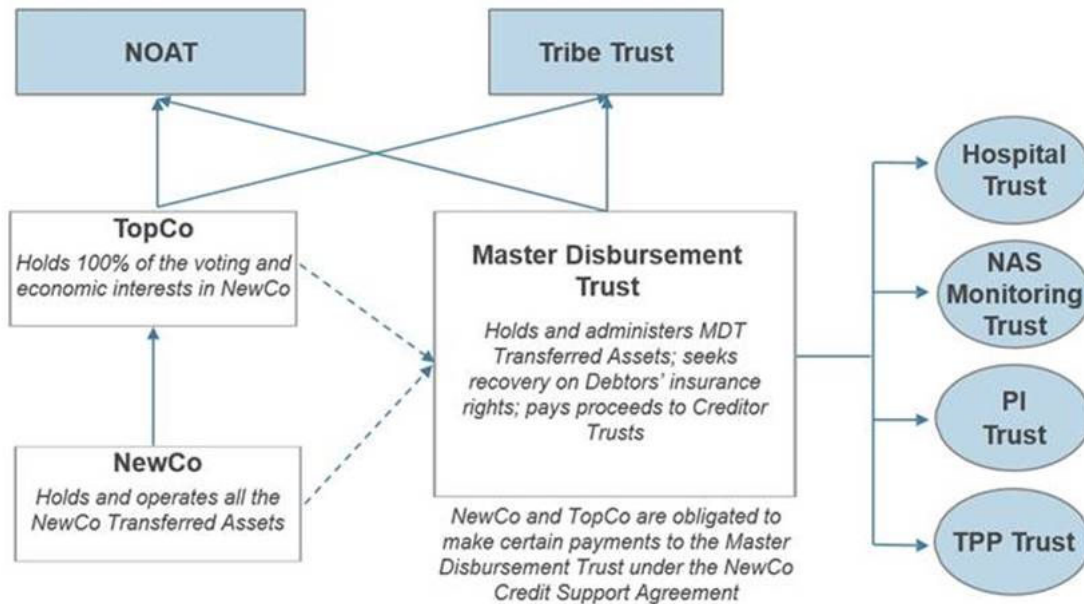 NOAT
Tribe Trust
TopCo
Holds 100% of the voting and
economic interests in NewCo
NewCo
Holds and operates all the
NewCo Transferred Assets
Master Disbursement
Trust
Holds and administers MDT
Transferred Assets; seeks
recovery on Debtors' insurance
rights; pays proceeds to Creditor
Trusts
NewCo and TopCo are obligated to
make certain payments to the Master
Disbursement Trust under the NewCo
Credit Support Agreement
Hospital
Trust
NAS
Monitoring
Trust
PI
Trust
TPP Trust